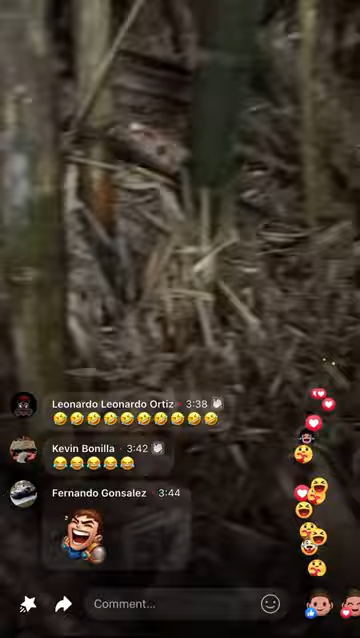 Leonardo Leonardo Ortiz · 3:38
🤣🤣🤣🤣🤣🤣🤣🤣🤣🤣
Kevin Bonilla · 3:42
😂😂😂😂😂
Fernando Gonsalez · 3:44
Comment...